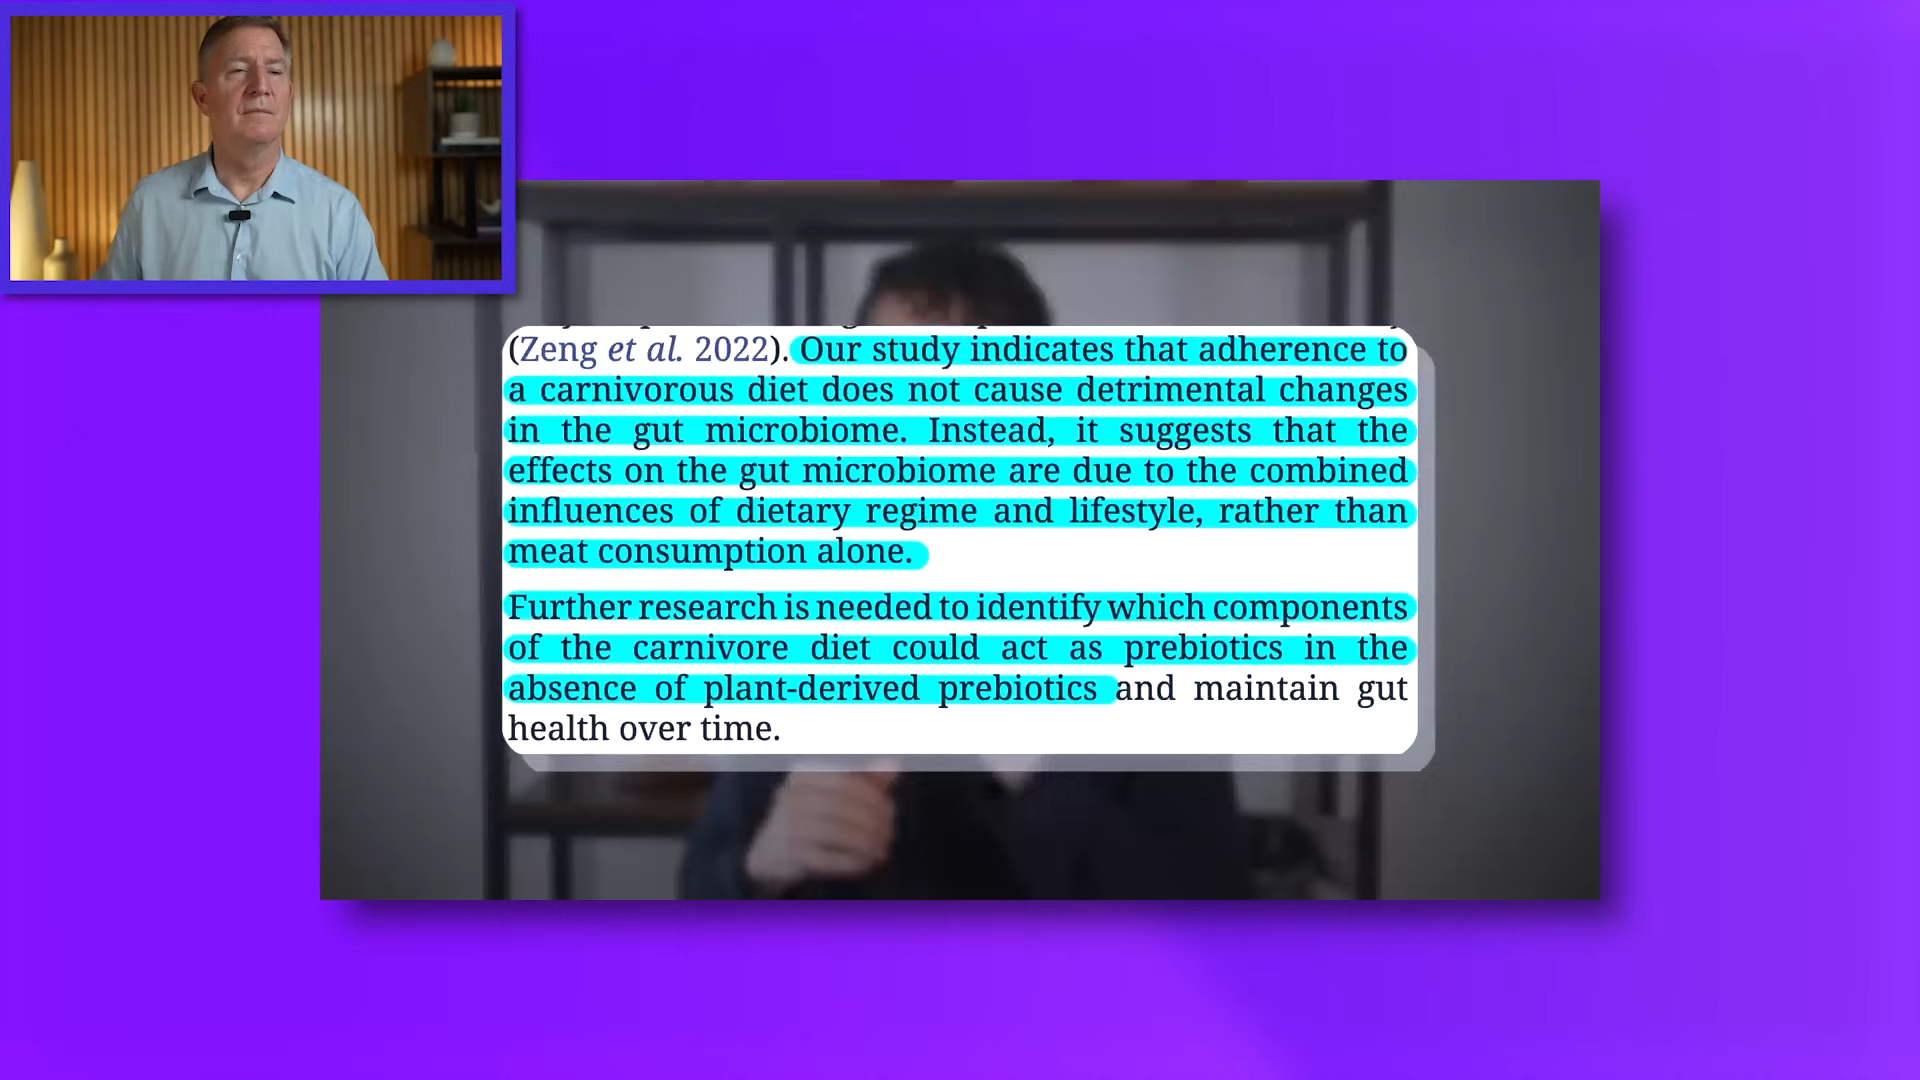 (Zeng et al. 2022). Our study indicates that adherence to
a carnivorous diet does not cause detrimental changes
in the gut microbiome. Instead, it suggests that the
effects on the gut microbiome are due to the combined
influences of dietary regime and lifestyle, rather than
meat consumption alone.
Further research is needed to identify which components
of the carnivore diet could act as prebiotics in the
absence of plant-derived prebiotics and maintain gut
health over time.